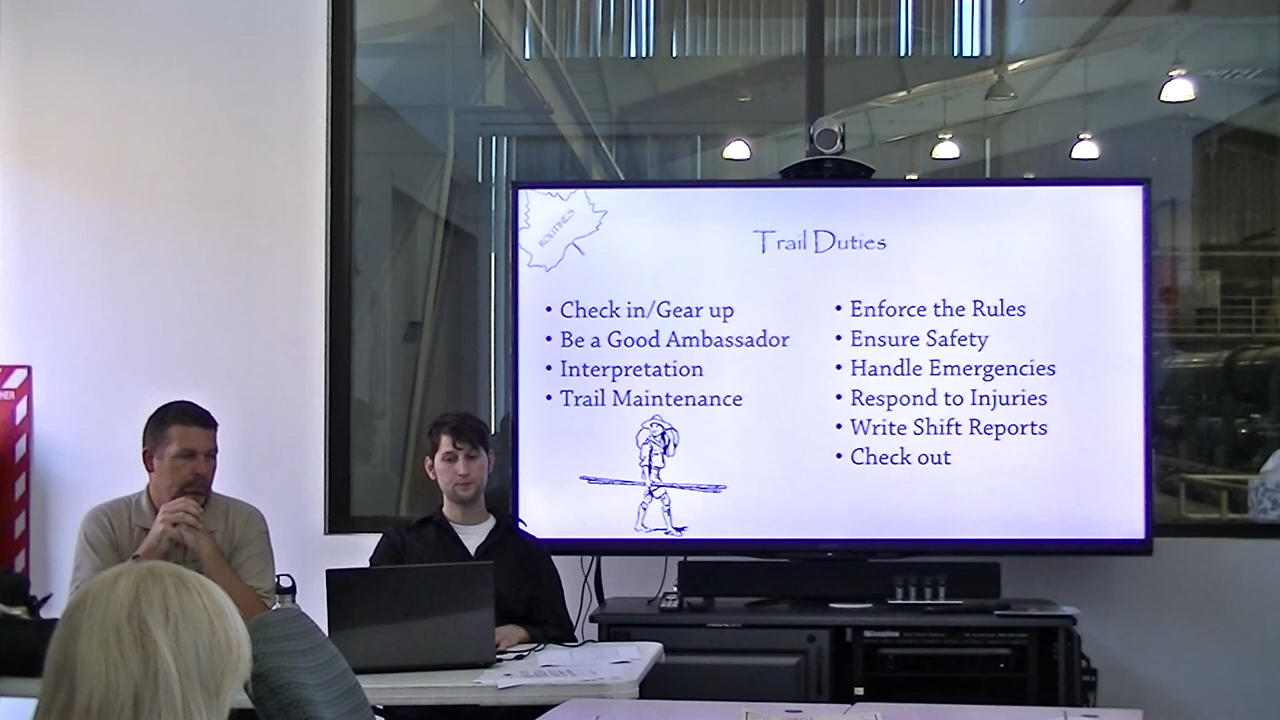 ROUTINES
Trail Duties
• Check in/Gear up
• Be a Good Ambassador
• Interpretation
• Trail Maintenance
• Enforce the Rules
• Ensure Safety
• Handle Emergencies
• Respond to Injuries
• Write Shift Reports
• Check out